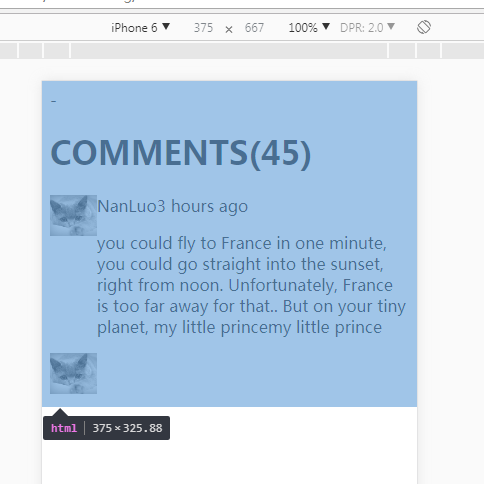 iPhone 6 ▼ 375 × 667 100% ▼ DPR: 2.0 ▼
-
COMMENTS(45)
NanLuo3 hours ago
you could fly to France in one minute,
you could go straight into the sunset,
right from noon. Unfortunately, France
is too far away for that.. But on your tiny
planet, my little princemy little prince
html 375×325.88